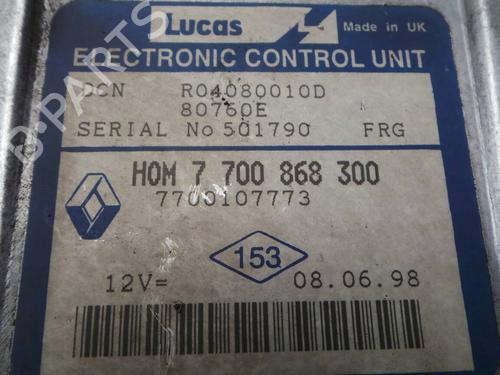 Lucas
Made in UK
ELECTRONIC CONTROL UNIT
DCN R04080010D
80760E
SERIAL No 501790 FRG
HOM 7 700 868 300
7700107773
153
12V= 08.06.98
B-PARTS